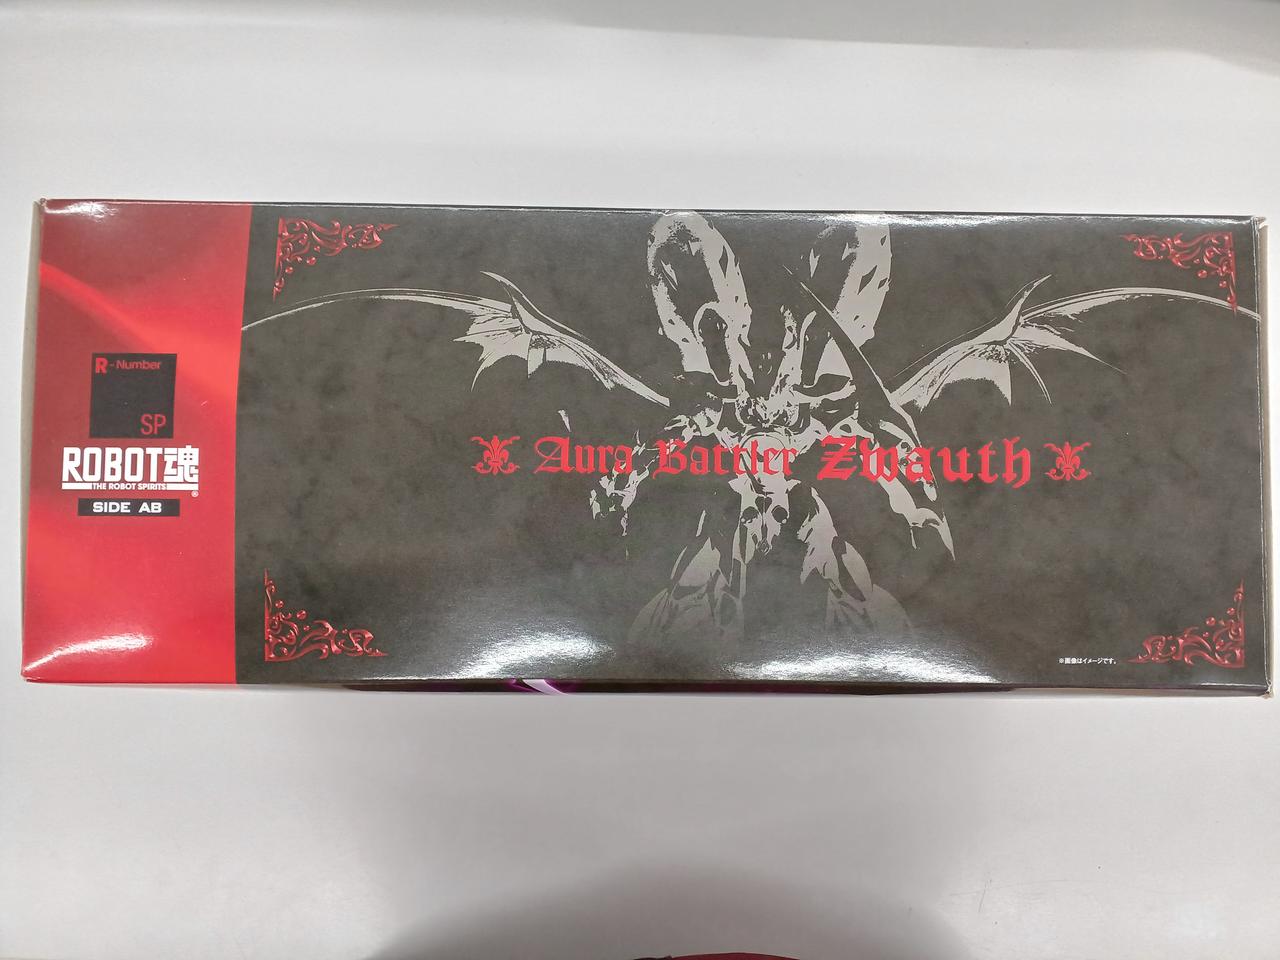 R-Number
SP
ROBOT魂
THE ROBOT SPIRITS
®
SIDE AB
Aura Battler Zwauth
※画像はイメージです。